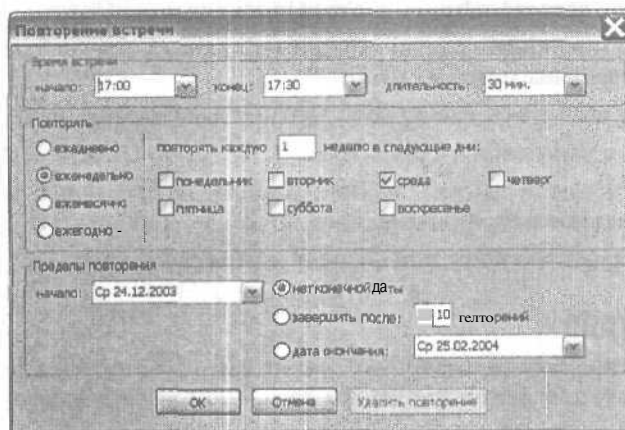 Повторение встречи
Время встречи
начало: 17:00 конец: 17:30 длительность: 30 мин.
Повторять
ежедневно повторять каждую 1 неделю в следующие дни:
еженедельно понедельник вторник среда четверг
ежемесячно пятница суббота воскресенье
ежегодно -
Пределы повторения
начало: Ср 24.12.2003 нет конечной даты
завершить после: 10 гелторений
дата окончания: Ср 25.02.2004
ОК Отмена Удалить повторение